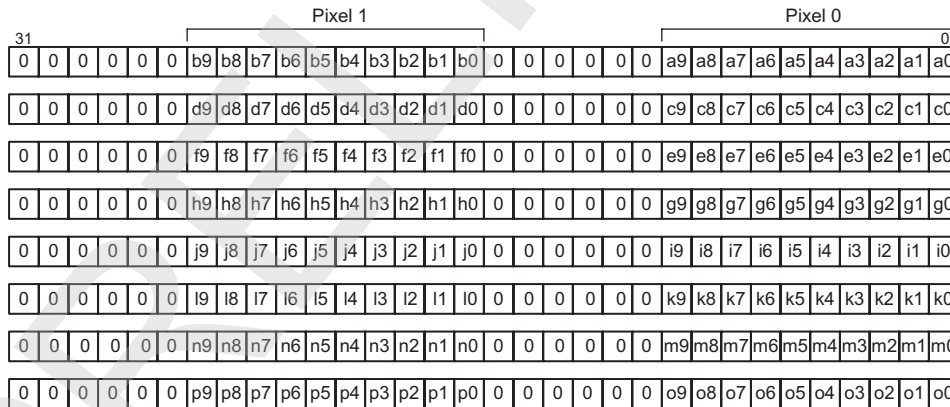 Pixel 1 Pixel 0
31 0
0 0 0 0 0 0 b9 b8 b7 b6 b5 b4 b3 b2 b1 b0 0 0 0 0 0 0 a9 a8 a7 a6 a5 a4 a3 a2 a1 a0
0 0 0 0 0 0 d9 d8 d7 d6 d5 d4 d3 d2 d1 d0 0 0 0 0 0 0 c9 c8 c7 c6 c5 c4 c3 c2 c1 c0
0 0 0 0 0 0 f9 f8 f7 f6 f5 f4 f3 f2 f1 f0 0 0 0 0 0 0 e9 e8 e7 e6 e5 e4 e3 e2 e1 e0
0 0 0 0 0 0 h9 h8 h7 h6 h5 h4 h3 h2 h1 h0 0 0 0 0 0 0 g9 g8 g7 g6 g5 g4 g3 g2 g1 g0
0 0 0 0 0 0 j9 j8 j7 j6 j5 j4 j3 j2 j1 j0 0 0 0 0 0 0 i9 i8 i7 i6 i5 i4 i3 i2 i1 i0
0 0 0 0 0 0 l9 l8 l7 l6 l5 l4 l3 l2 l1 l0 0 0 0 0 0 0 k9 k8 k7 k6 k5 k4 k3 k2 k1 k0
0 0 0 0 0 0 n9 n8 n7 n6 n5 n4 n3 n2 n1 n0 0 0 0 0 0 0 m9 m8 m7 m6 m5 m4 m3 m2 m1 m0
0 0 0 0 0 0 p9 p8 p7 p6 p5 p4 p3 p2 p1 p0 0 0 0 0 0 0 o9 o8 o7 o6 o5 o4 o3 o2 o1 o0